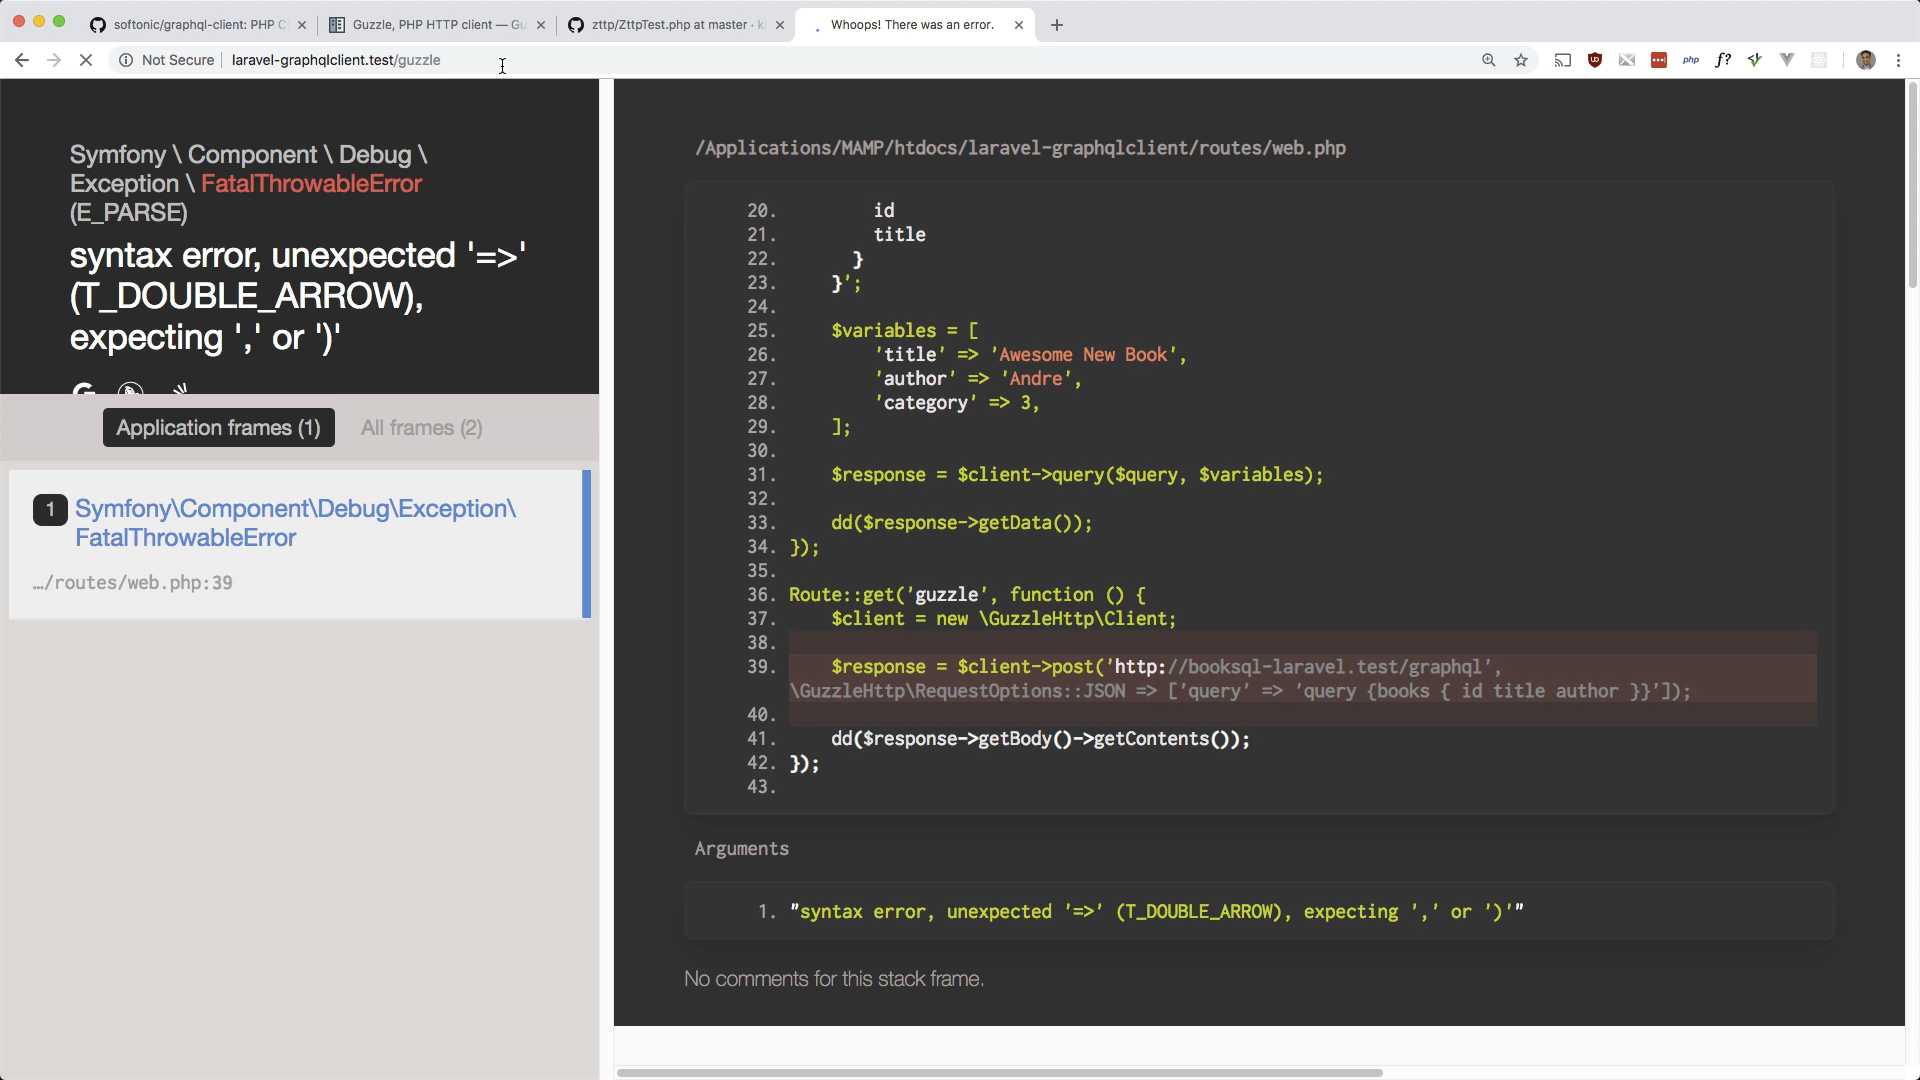 softonic/graphql-client: PHP C
Guzzle, PHP HTTP client — Gu
zttp/ZttpTest.php at master · k
Whoops! There was an error.
Not Secure
laravel-graphqlclient.test/guzzle
php
f?
Symfony \ Component \ Debug \
Exception \ FatalThrowableError
(E_PARSE)
syntax error, unexpected '=>'
(T_DOUBLE_ARROW),
expecting ',' or ')'
Application frames (1)
All frames (2)
1
Symfony\Component\Debug\Exception\
FatalThrowableError
…/routes/web.php:39
/Applications/MAMP/htdocs/laravel-graphqlclient/routes/web.php
20. id
21. title
22. }
23. }';
24.
25. $variables = [
26. 'title' => 'Awesome New Book',
27. 'author' => 'Andre',
28. 'category' => 3,
29. ];
30.
31. $response = $client->query($query, $variables);
32.
33. dd($response->getData());
34. });
35.
36. Route::get('guzzle', function () {
37. $client = new \GuzzleHttp\Client;
38.
39. $response = $client->post('http://booksql-laravel.test/graphql',
\GuzzleHttp\RequestOptions::JSON => ['query' => 'query {books { id title author }}']);
40.
41. dd($response->getBody()->getContents());
42. });
43.
Arguments
1. "syntax error, unexpected '=>' (T_DOUBLE_ARROW), expecting ',' or ')'"
No comments for this stack frame.